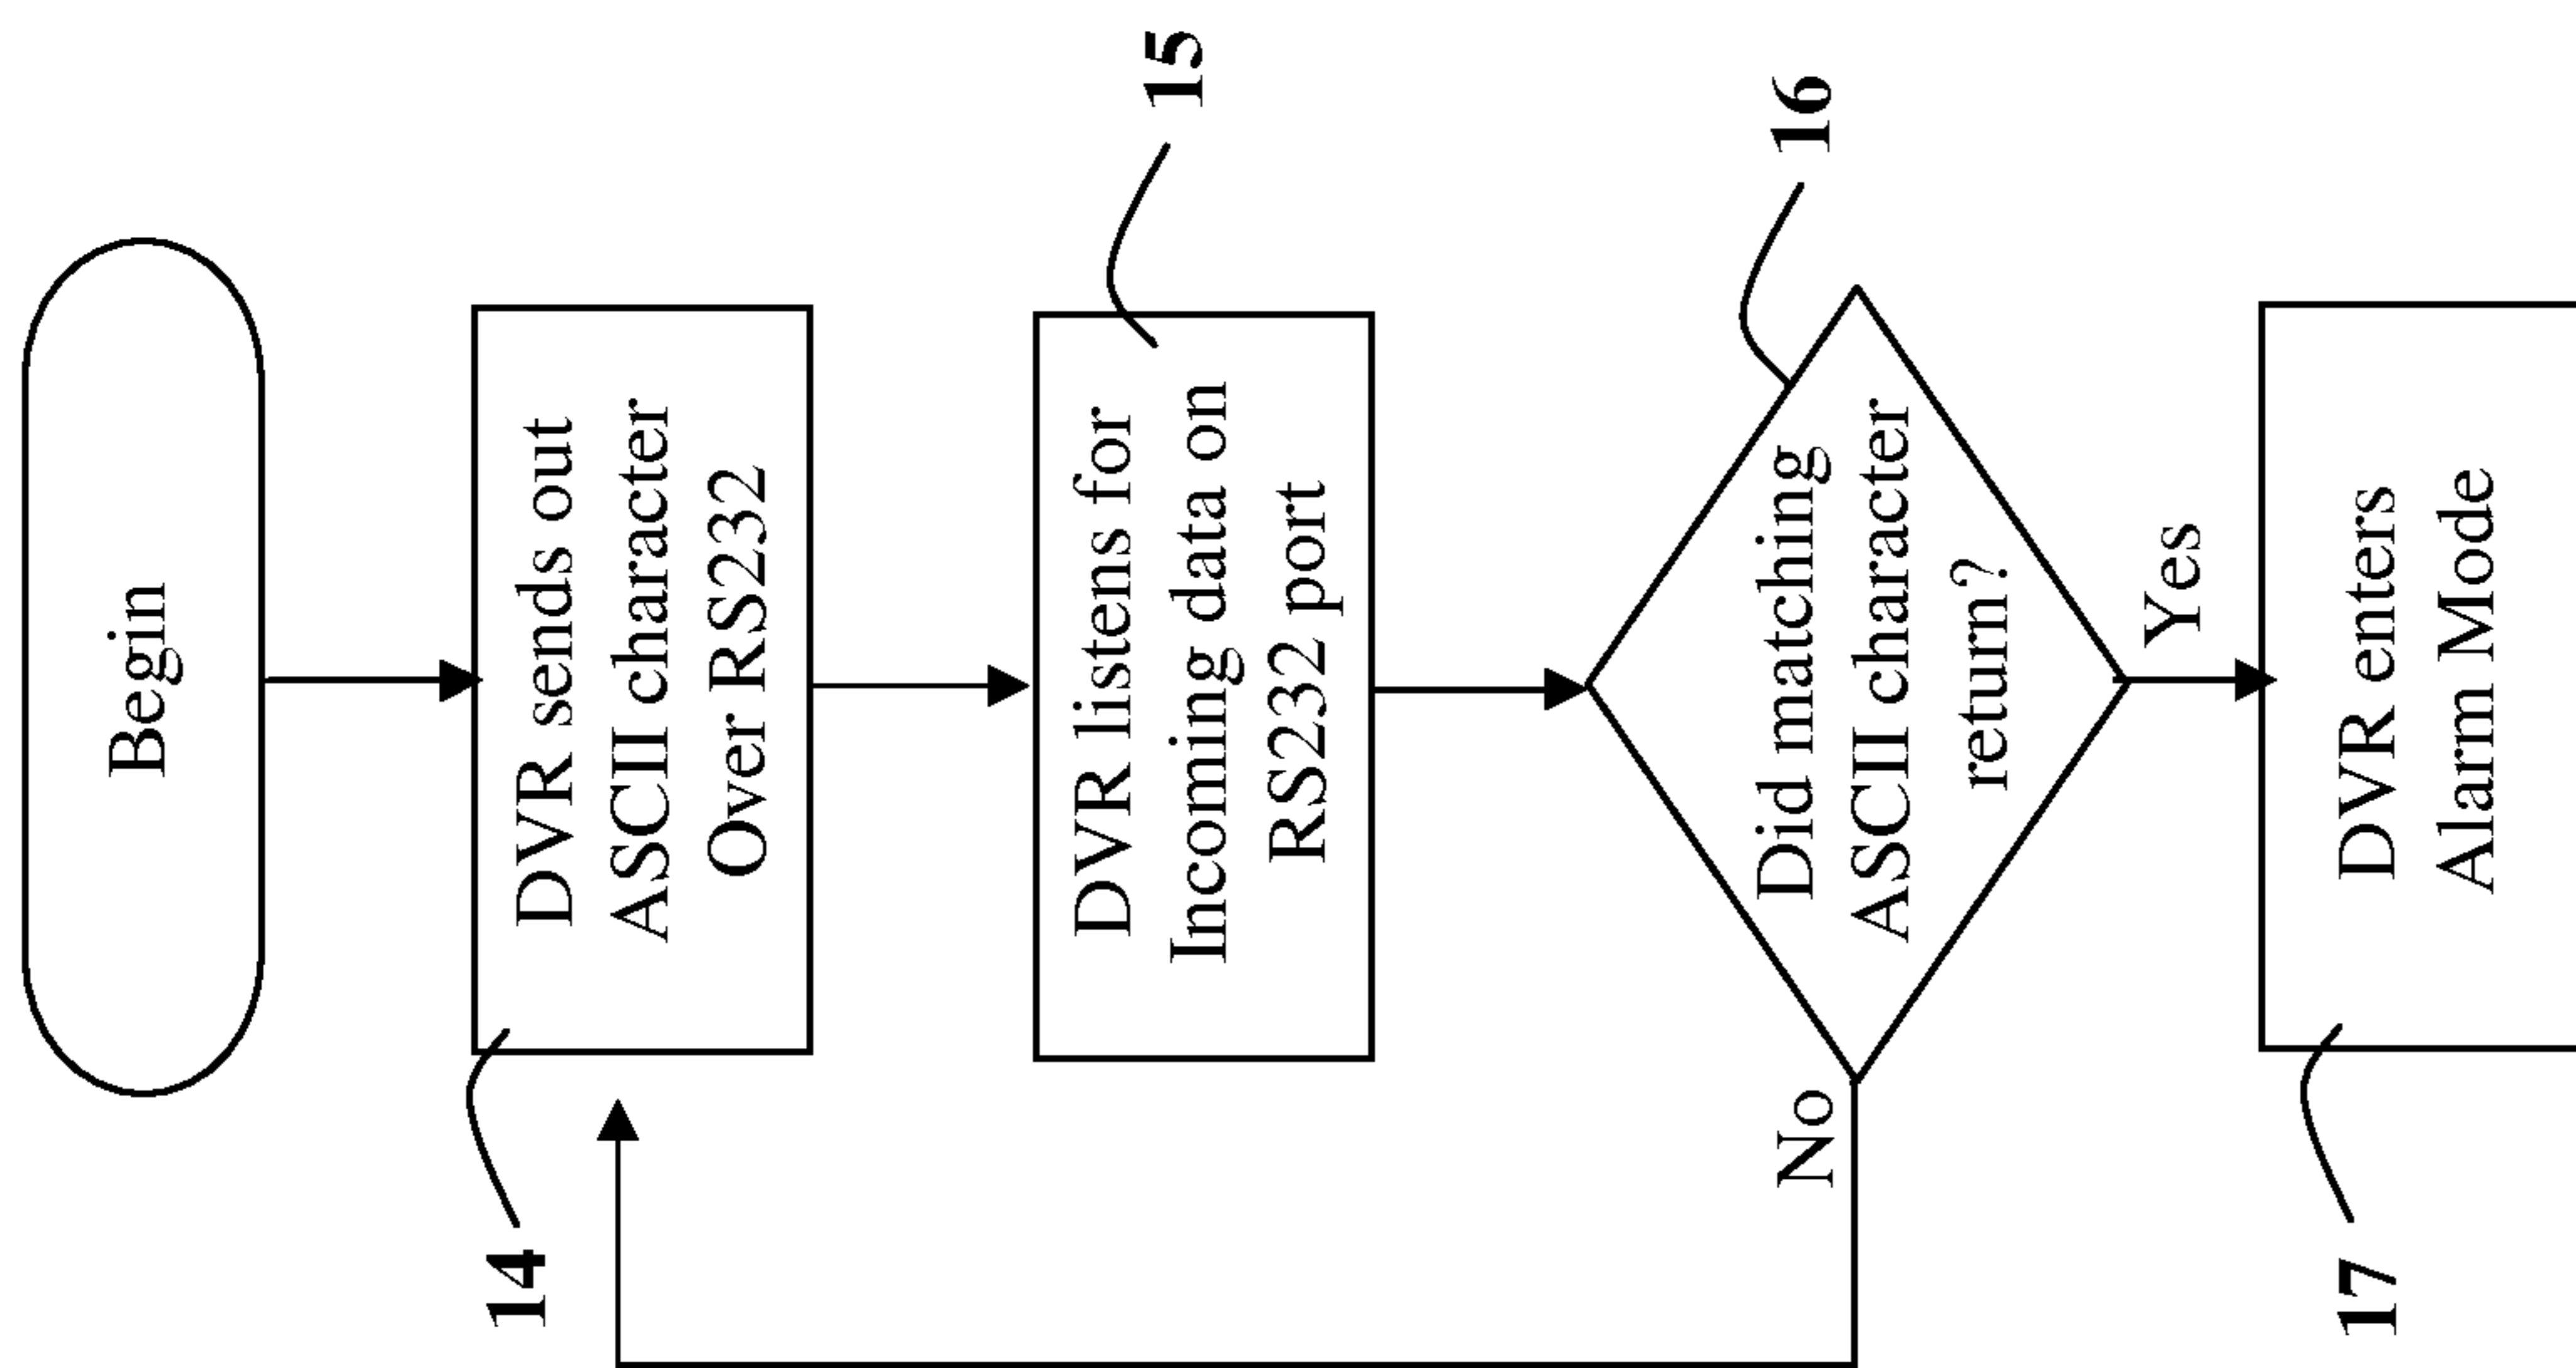 Begin
14
DVR sends out
ASCII character
Over RS232
15
DVR listens for
Incoming data on
RS232 port
16
Did matching
ASCII character
return?
No
Yes
17
DVR enters
Alarm Mode